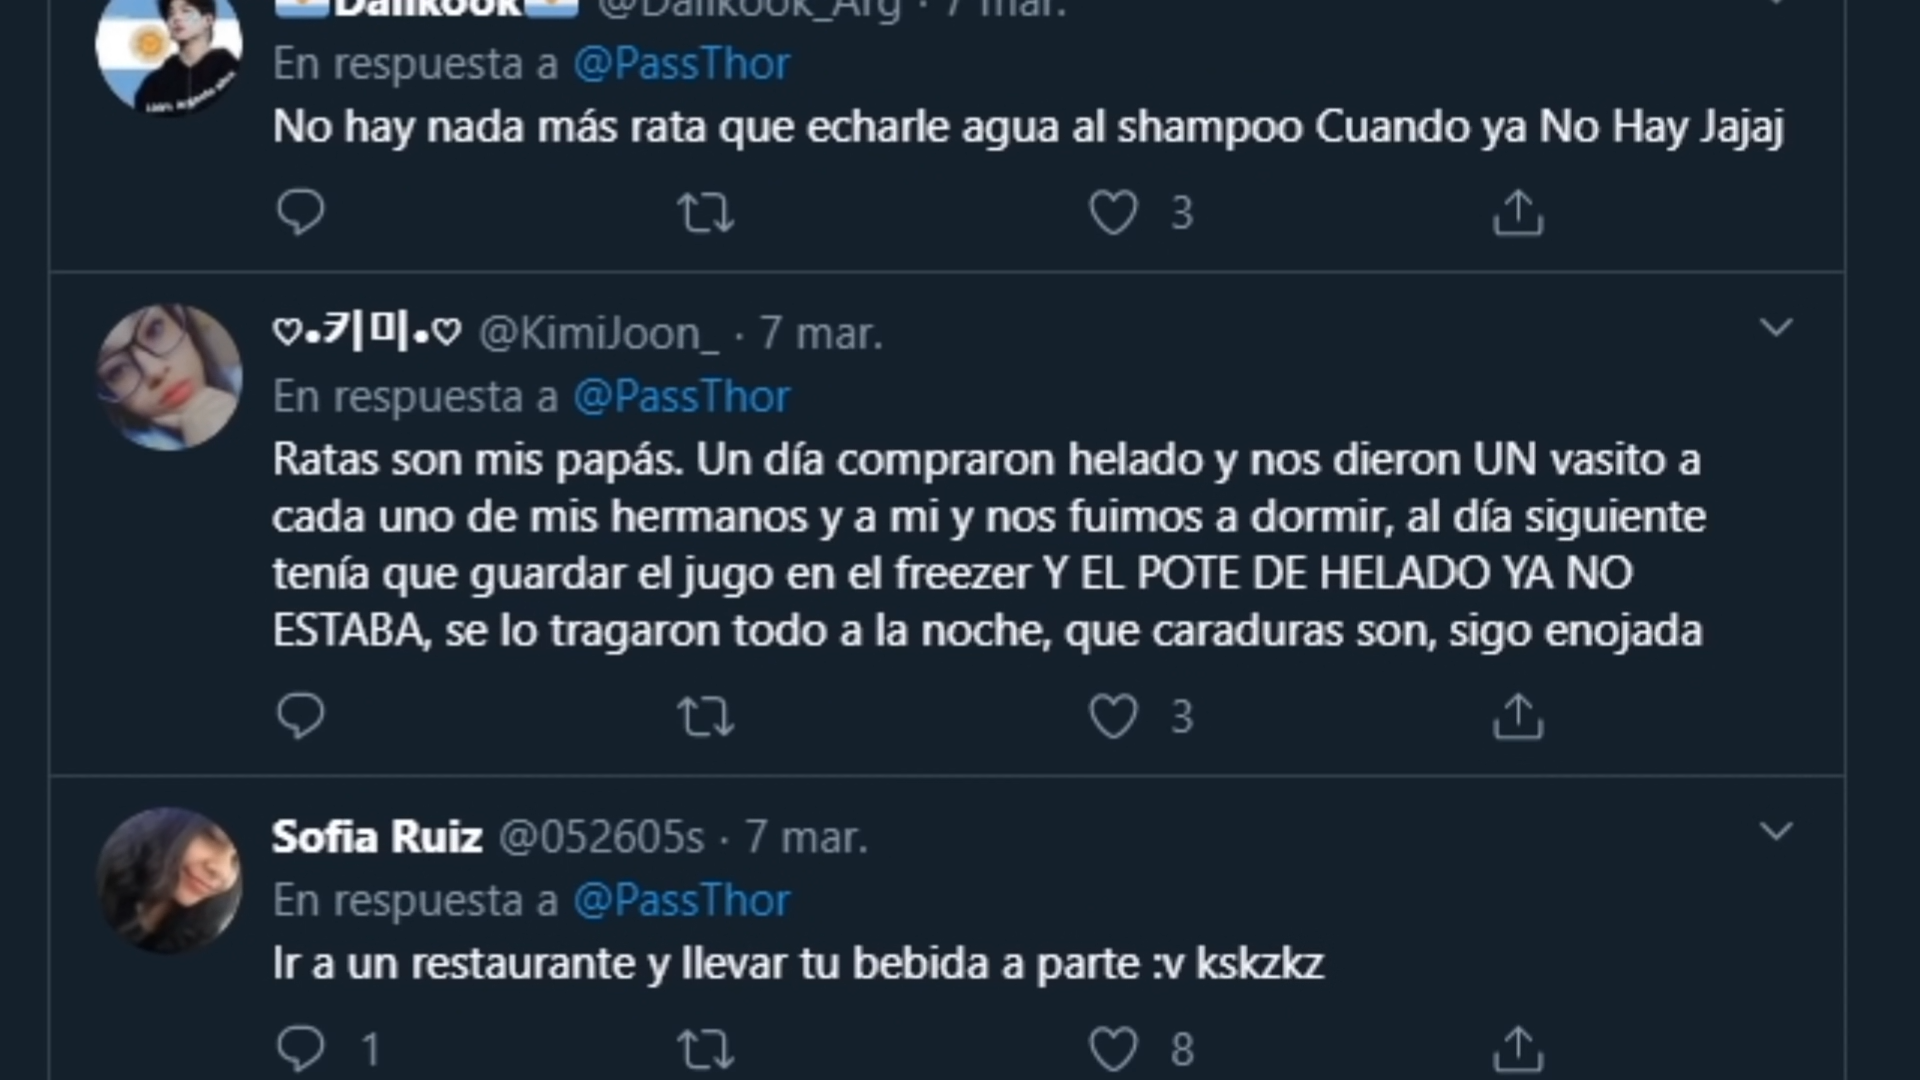 Dalikook @Dalikook_Arg · 7 mar.
En respuesta a @PassThor
No hay nada más rata que echarle agua al shampoo Cuando ya No Hay Jajaj
3
♡.키미.♡ @KimiJoon_ · 7 mar.
En respuesta a @PassThor
Ratas son mis papás. Un día compraron helado y nos dieron UN vasito a
cada uno de mis hermanos y a mi y nos fuimos a dormir, al día siguiente
tenía que guardar el jugo en el freezer Y EL POTE DE HELADO YA NO
ESTABA, se lo tragaron todo a la noche, que caraduras son, sigo enojada
3
Sofia Ruiz @052605s · 7 mar.
En respuesta a @PassThor
Ir a un restaurante y llevar tu bebida a parte :v kskzkz
1 8